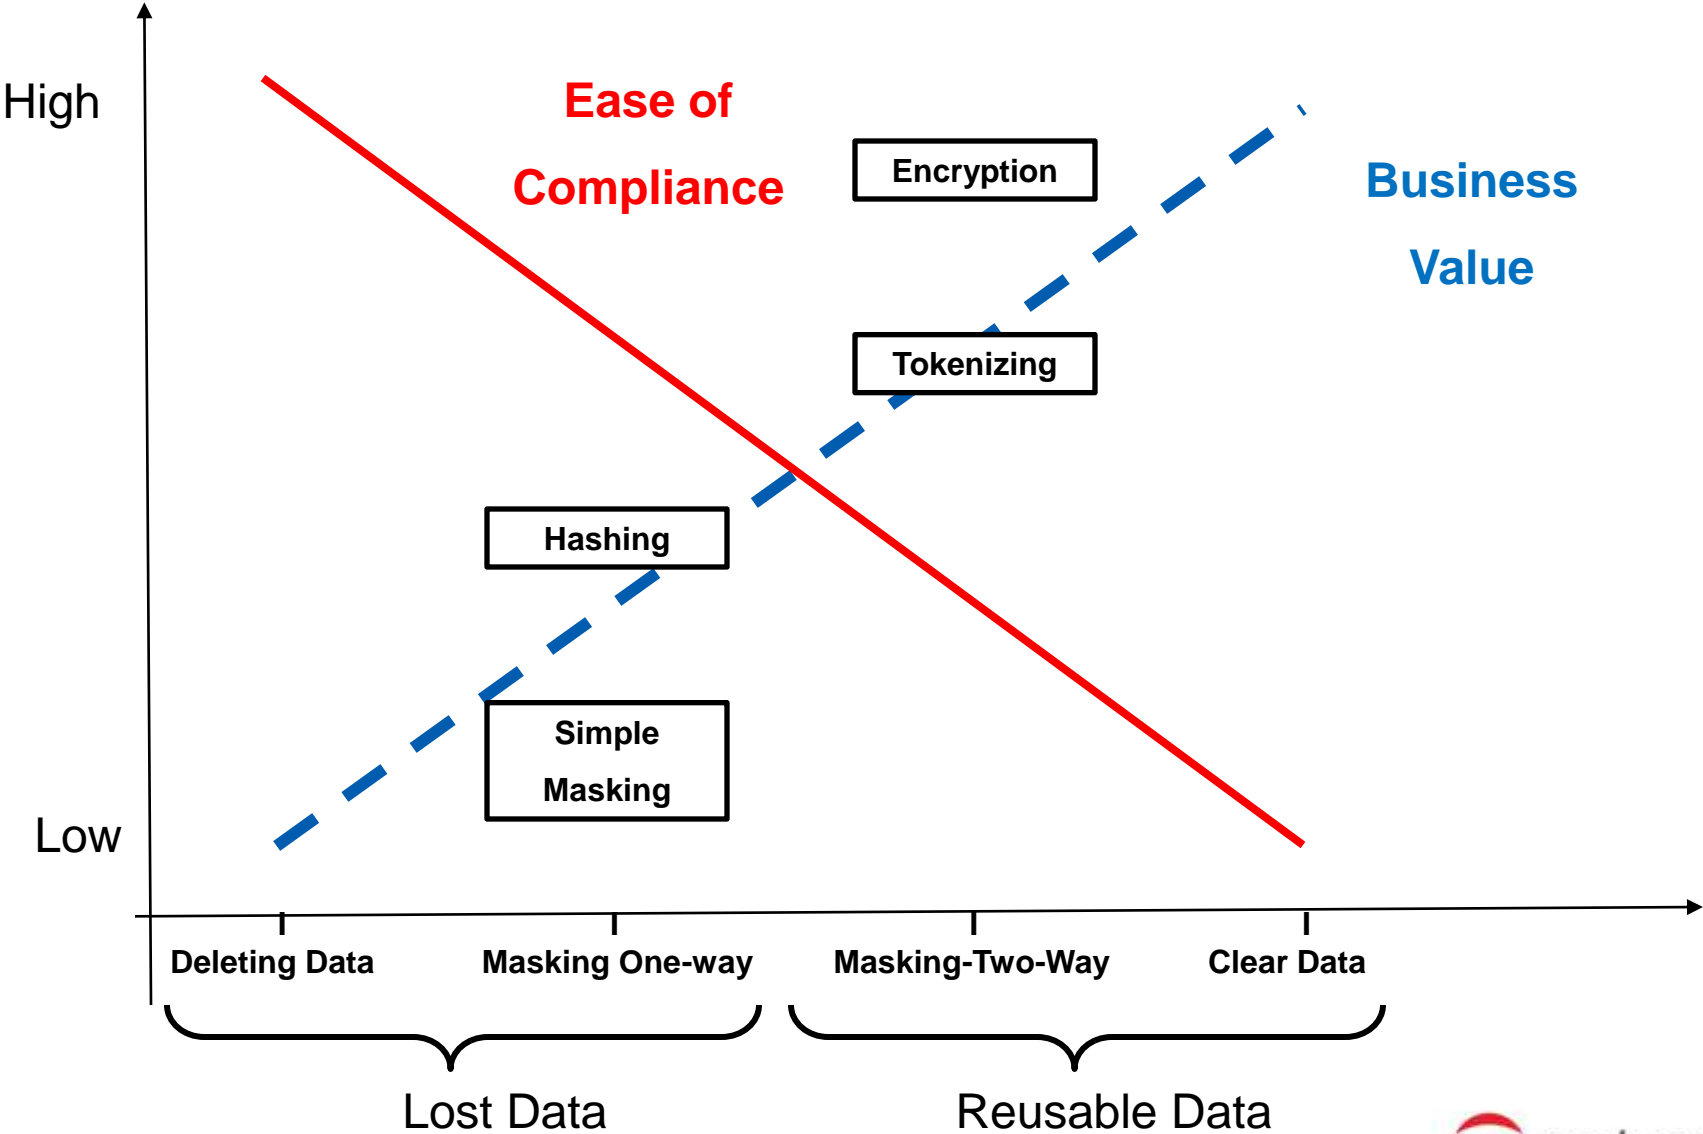 High
Ease of
Compliance
Encryption
Business
Value
Tokenizing
Hashing
Simple
Masking
Low
Deleting Data
Masking One-way
Masking-Two-Way
Clear Data
Lost Data
Reusable Data